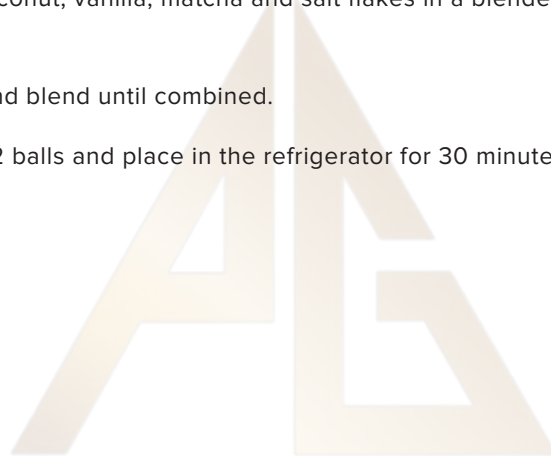 conut, vanilla, matcha and salt flakes in a blende
nd blend until combined.
2 balls and place in the refrigerator for 30 minute
AG